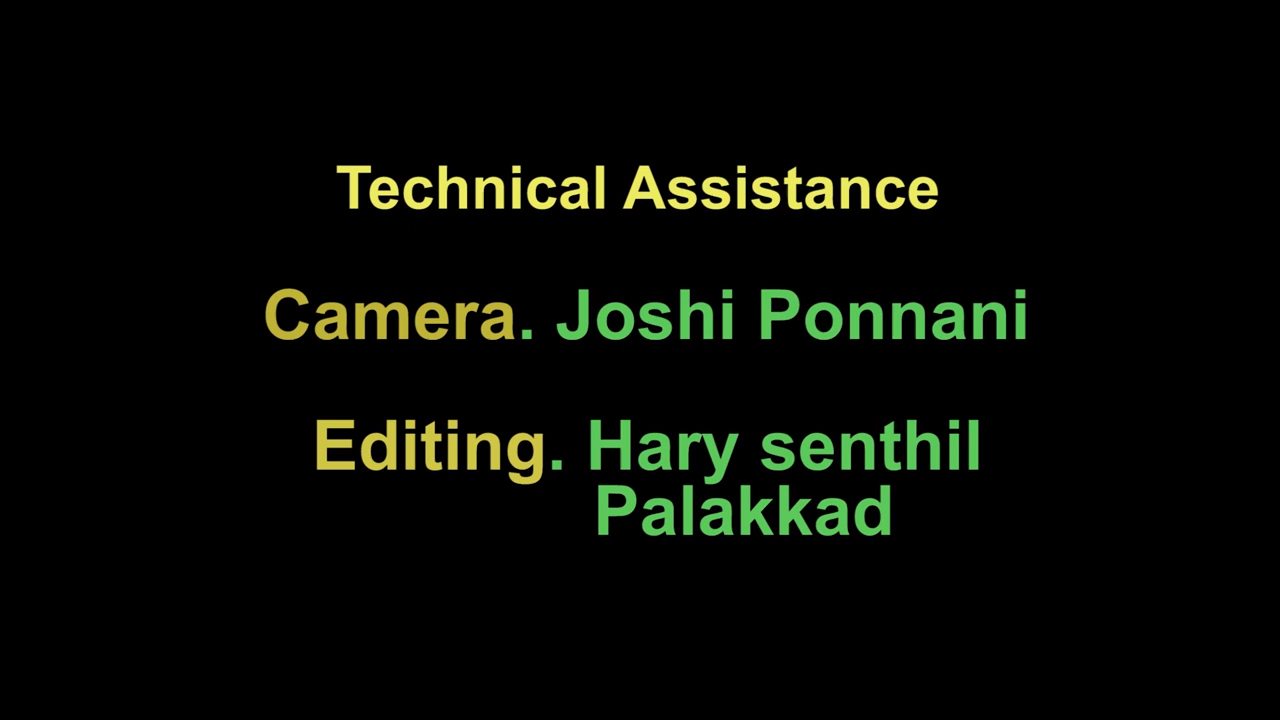 Technical Assistance
Camera. Joshi Ponnani
Editing. Hary senthil
Palakkad